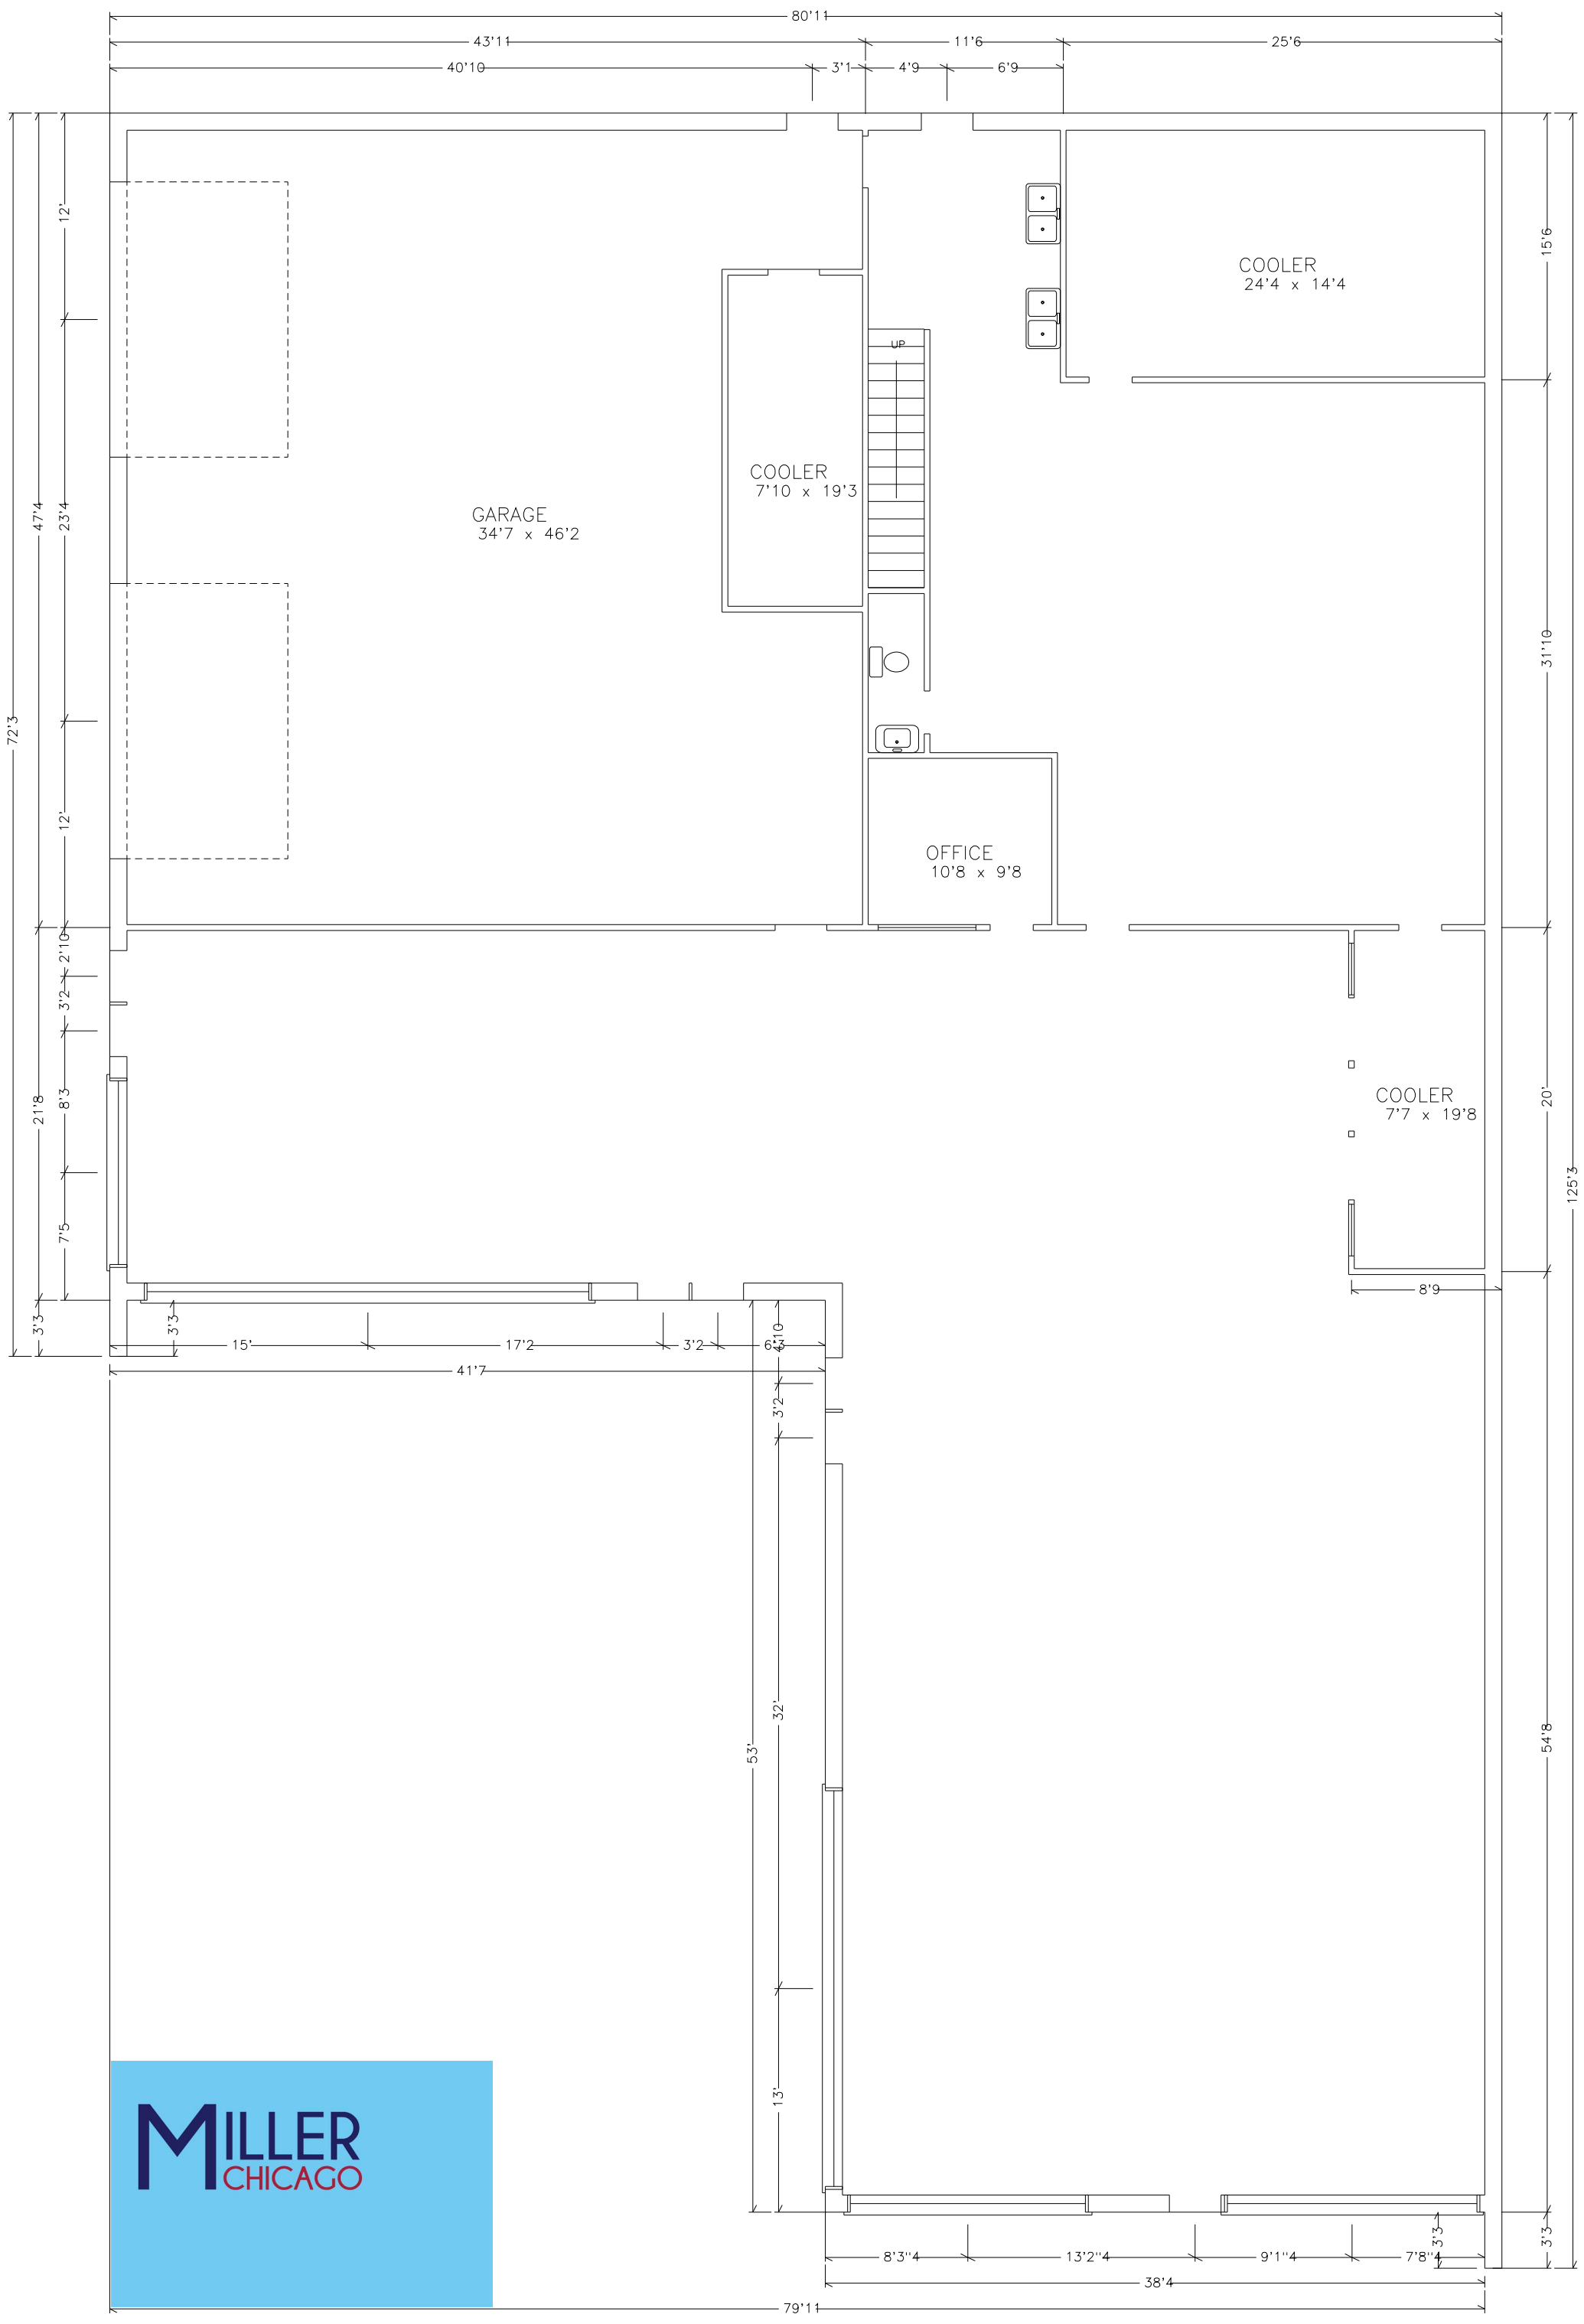 80'11
43'11 11'6 25'6
40'10 3'1 4'9 6'9
12'
15'6
COOLER
24'4 x 14'4
UP
COOLER
7'10 x 19'3
GARAGE
34'7 x 46'2
47'4
23'4
31'10
72'3
12'
OFFICE
10'8 x 9'8
2'10
3'2
8'3
21'8
COOLER
7'7 x 19'8
20'
125'3
7'5
8'9
3'3
3'3
15' 17'2 3'2 6'3
4'10
41'7
3'2
32'
53'
54'8
13'
MILLER
CHICAGO
3'3
3'3
8'3"4 13'2"4 9'1"4 7'8"4
38'4
79'11